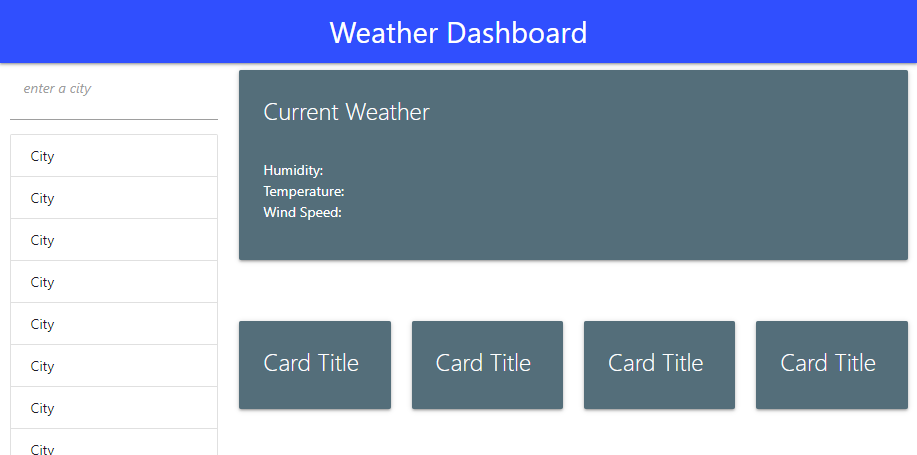 Weather Dashboard
enter a city
City
City
City
City
City
City
City
City
Current Weather
Humidity:
Temperature:
Wind Speed:
Card Title
Card Title
Card Title
Card Title